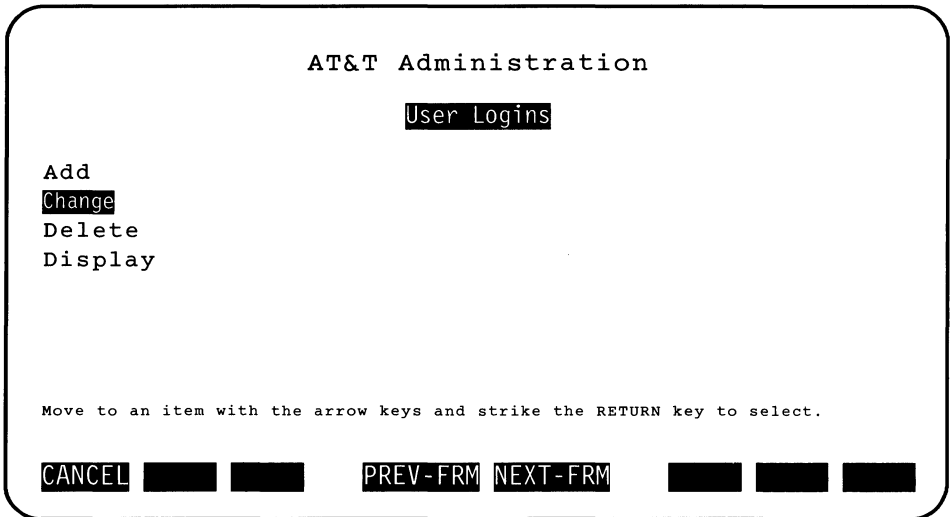 AT&T Administration
User Logins
Add
Change
Delete
Display
Move to an item with the arrow keys and strike the RETURN key to select.
CANCEL PREV-FRM NEXT-FRM